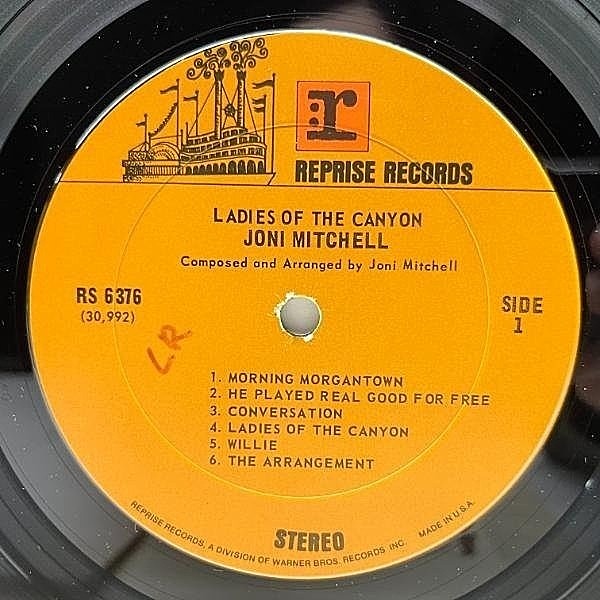 :r
REPRISE RECORDS
LADIES OF THE CANYON
JONI MITCHELL
Composed and Arranged by Joni Mitchell
RS 6376
(30,992)
SIDE
1
LR
1. MORNING MORGANTOWN
2. HE PLAYED REAL GOOD FOR FREE
3. CONVERSATION
4. LADIES OF THE CANYON
5. WILLIE
6. THE ARRANGEMENT
STEREO
REPRISE RECORDS, A DIVISION OF WARNER BROS. RECORDS INC. MADE IN U.S.A.